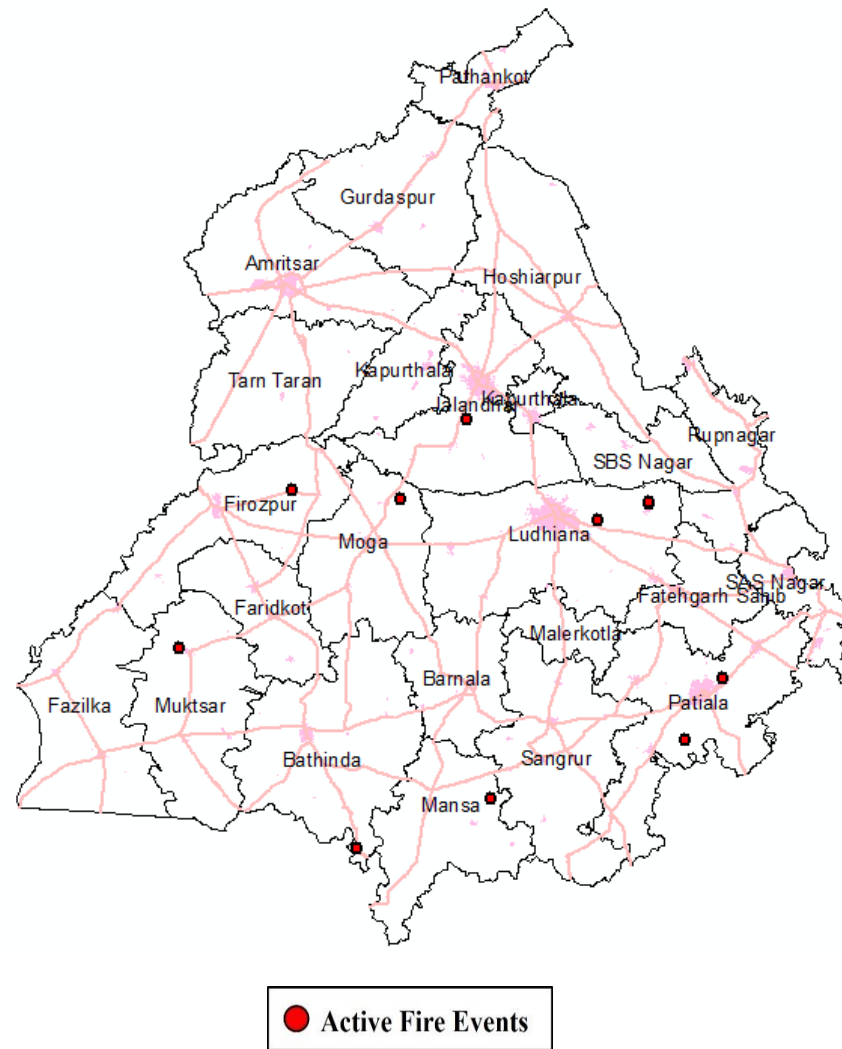 Pathankot
Gurdaspur
Amritsar
Hoshiarpur
Tarn Taran
Kapurthala
Kapurthala
Jalandhar
Rupnagar
SBS Nagar
Firozpur
Moga
Ludhiana
SAS Nagar
Fatehgarh Sahib
Faridkot
Malerkotla
Barnala
Fazilka
Muktsar
Patiala
Bathinda
Sangrur
Mansa
Active Fire Events